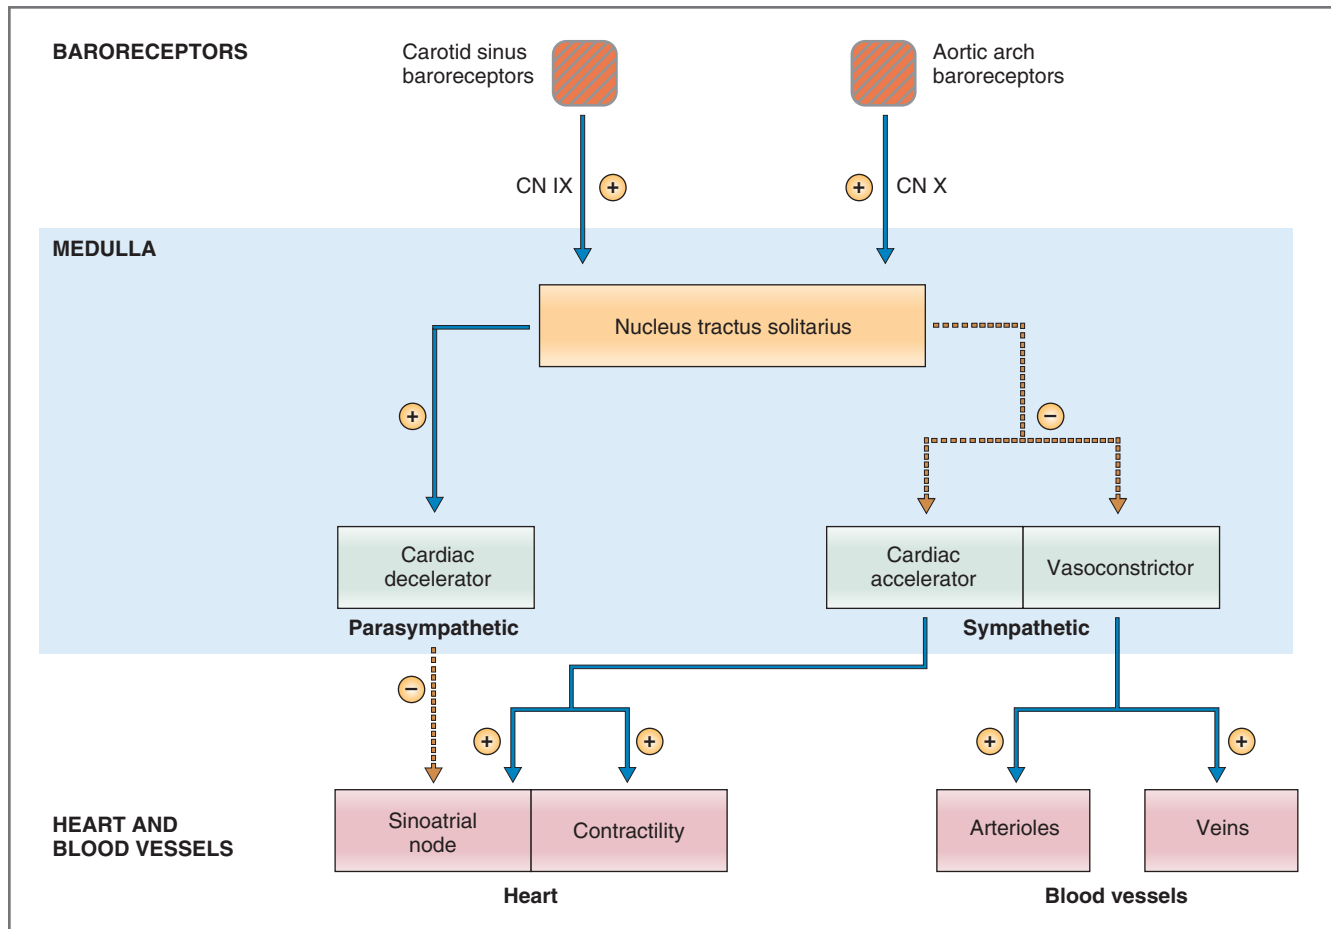 BARORECEPTORS
Carotid sinus
baroreceptors
Aortic arch
baroreceptors
CN IX
+
+
CN X
MEDULLA
Nucleus tractus solitarius
+
−
Cardiac
decelerator
Cardiac
accelerator
Vasoconstrictor
Parasympathetic
Sympathetic
−
+
+
+
+
HEART AND
BLOOD VESSELS
Sinoatrial
node
Contractility
Arterioles
Veins
Heart
Blood vessels